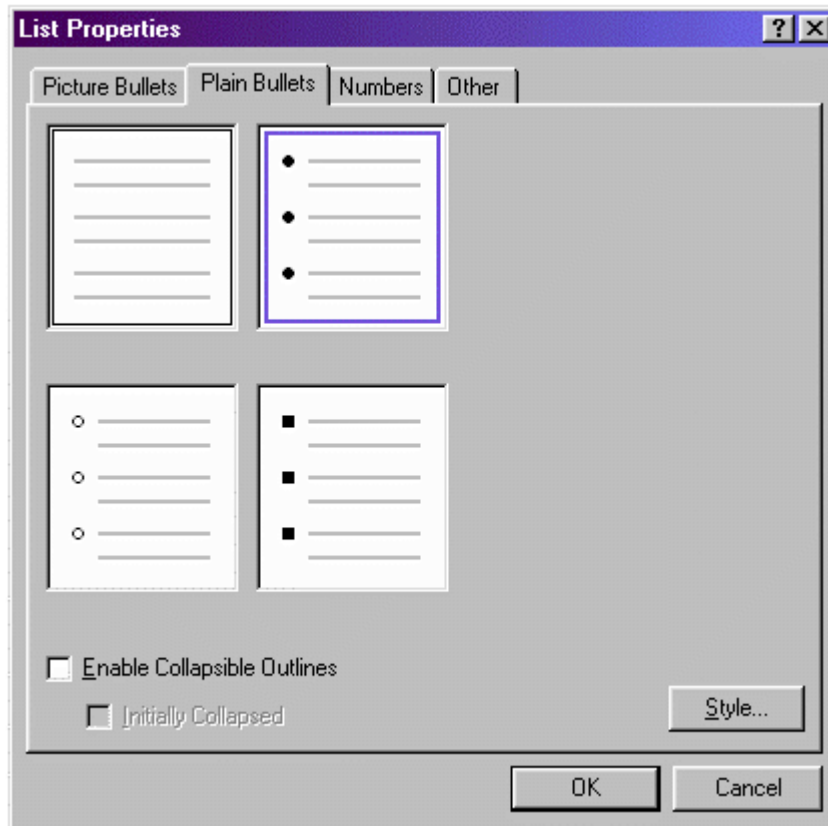 List Properties
Picture Bullets
Plain Bullets
Numbers
Other
Enable Collapsible Outlines
Initially Collapsed
Style...
OK
Cancel